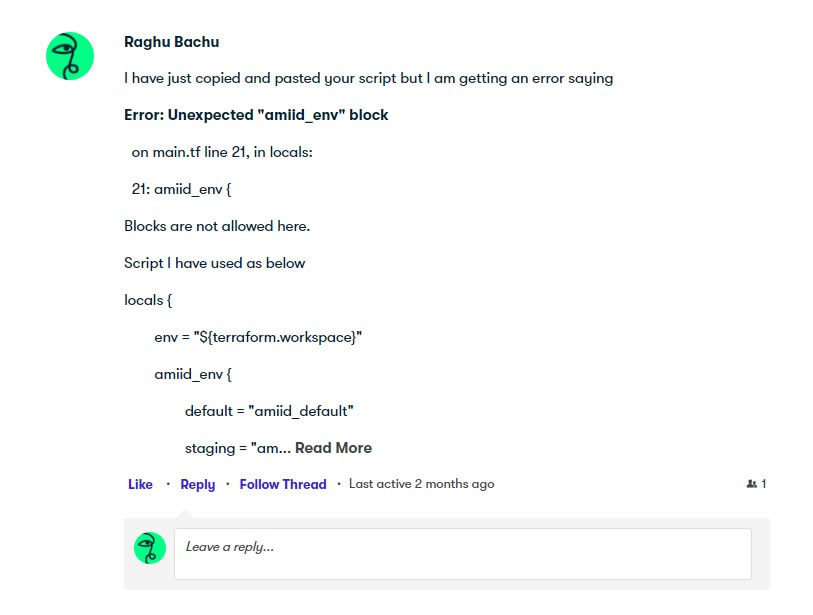 Raghu Bachu
I have just copied and pasted your script but I am getting an error saying
Error: Unexpected "amiid_env" block
on main.tf line 21, in locals:
21: amiid_env {
Blocks are not allowed here.
Script I have used as below
locals {
env = "${terraform.workspace}"
amiid_env {
default = "amiid_default"
staging = "am... Read More
Like · Reply · Follow Thread · Last active 2 months ago 1
Leave a reply...